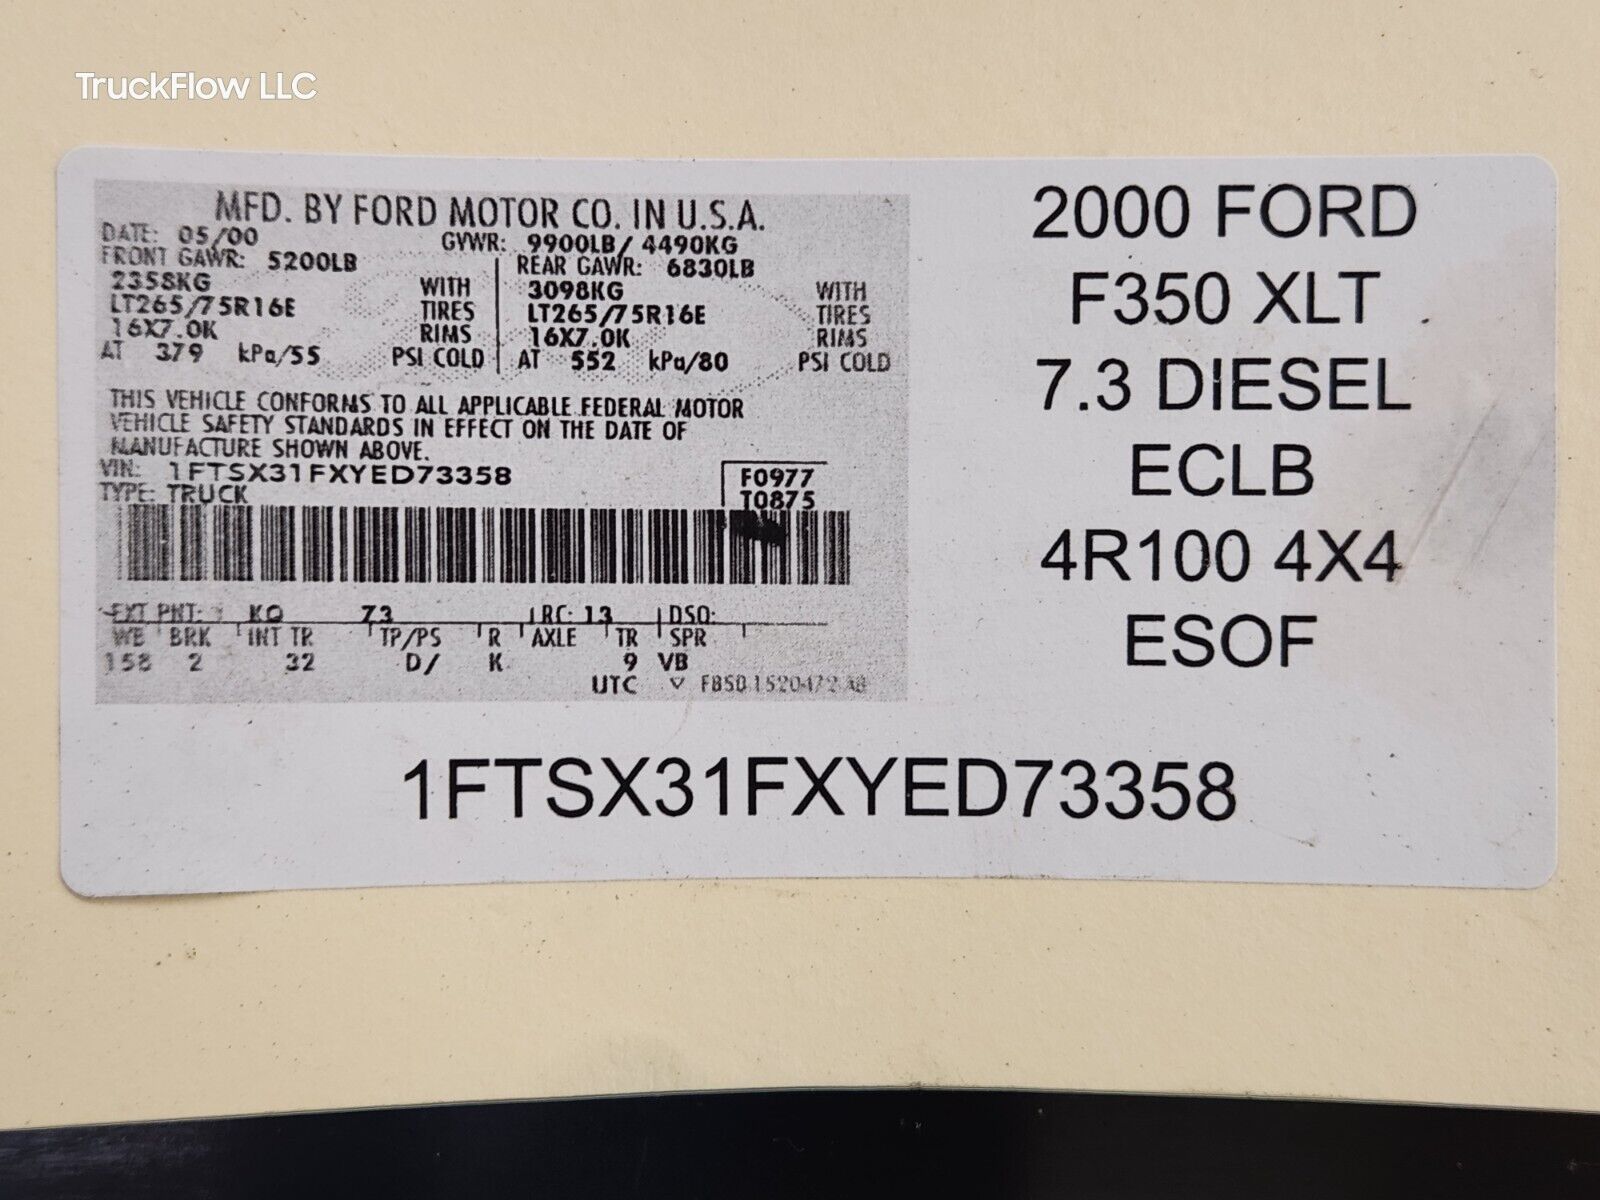 TruckFlow LLC
MFD. BY FORD MOTOR CO. IN U.S.A.
DATE: 05/00 GVWR: 9900LB/ 4490KG
FRONT GAWR: 5200LB REAR GAWR: 6830LB
2358KG WITH 3098KG WITH
LT265/75R16E TIRES LT265/75R16E TIRES
16X7.0K RIMS 16X7.0K RIMS
AT 379 kPa/55 PSI COLD AT 552 kPa/80 PSI COLD
THIS VEHICLE CONFORMS TO ALL APPLICABLE FEDERAL MOTOR
VEHICLE SAFETY STANDARDS IN EFFECT ON THE DATE OF
MANUFACTURE SHOWN ABOVE.
VIN: 1FTSX31FXYED73358 F0977
TYPE: TRUCK T0875
EXT PNT: KQ Z3 RC: 13 DSO:
WB BRK INT TR TP/PS R AXLE TR SPR
158 2 32 D/ K 9 VB
UTC
2000 FORD
F350 XLT
7.3 DIESEL
ECLB
4R100 4X4
ESOF
1FTSX31FXYED73358